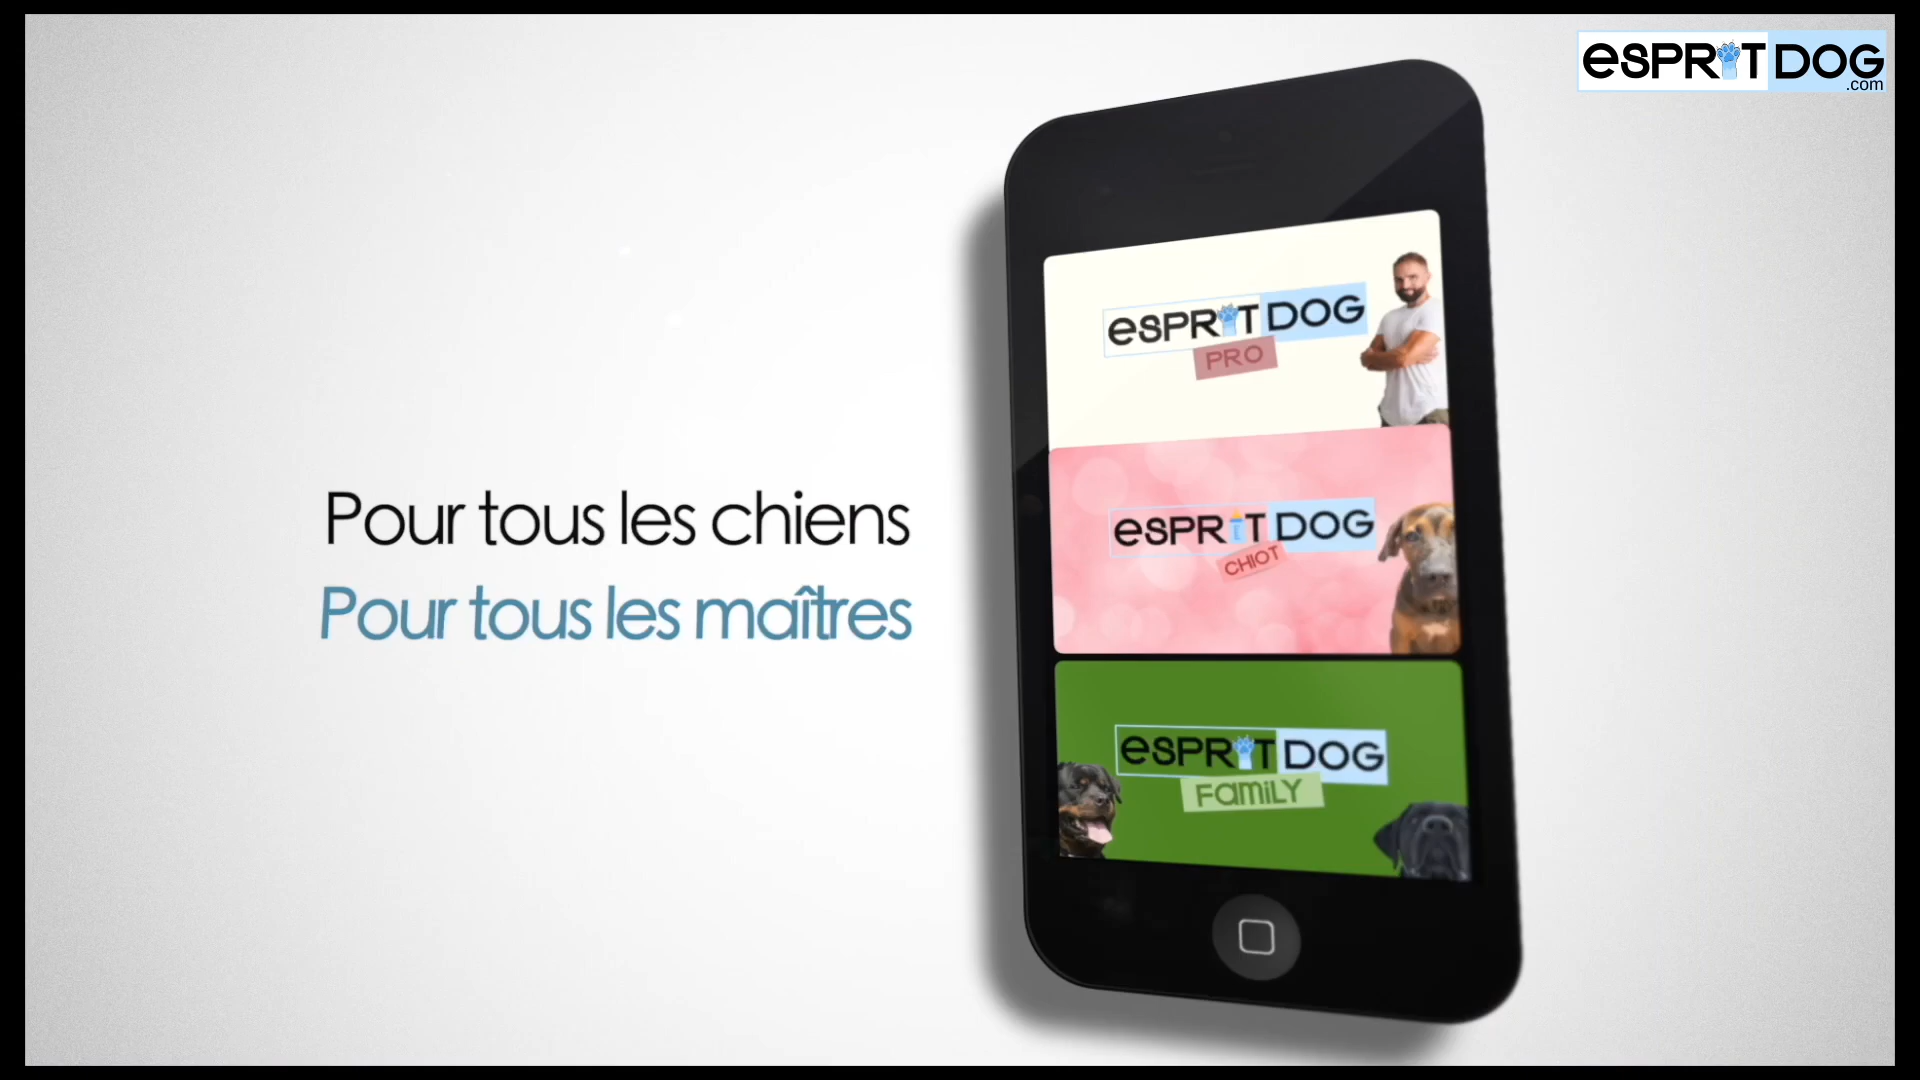 ESPRIT DOG
.com
ESPRIT DOG
PRO
ESPRIT DOG
CHIOT
ESPRIT DOG
FAMiLY
Pour tous les chiens
Pour tous les maîtres